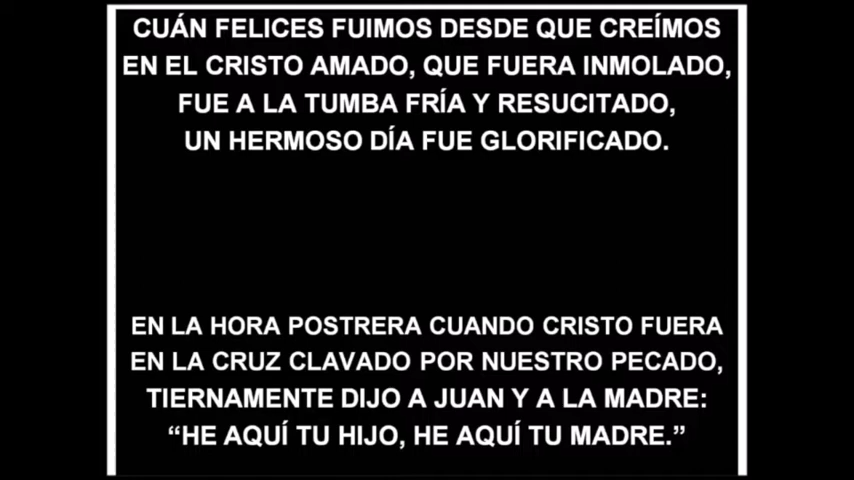 CUÁN FELICES FUIMOS DESDE QUE CREÍMOS
EN EL CRISTO AMADO, QUE FUERA INMOLADO,
FUE A LA TUMBA FRÍA Y RESUCITADO,
UN HERMOSO DÍA FUE GLORIFICADO.
EN LA HORA POSTRERA CUANDO CRISTO FUERA
EN LA CRUZ CLAVADO POR NUESTRO PECADO,
TIERNAMENTE DIJO A JUAN Y A LA MADRE:
“HE AQUÍ TU HIJO, HE AQUÍ TU MADRE.”